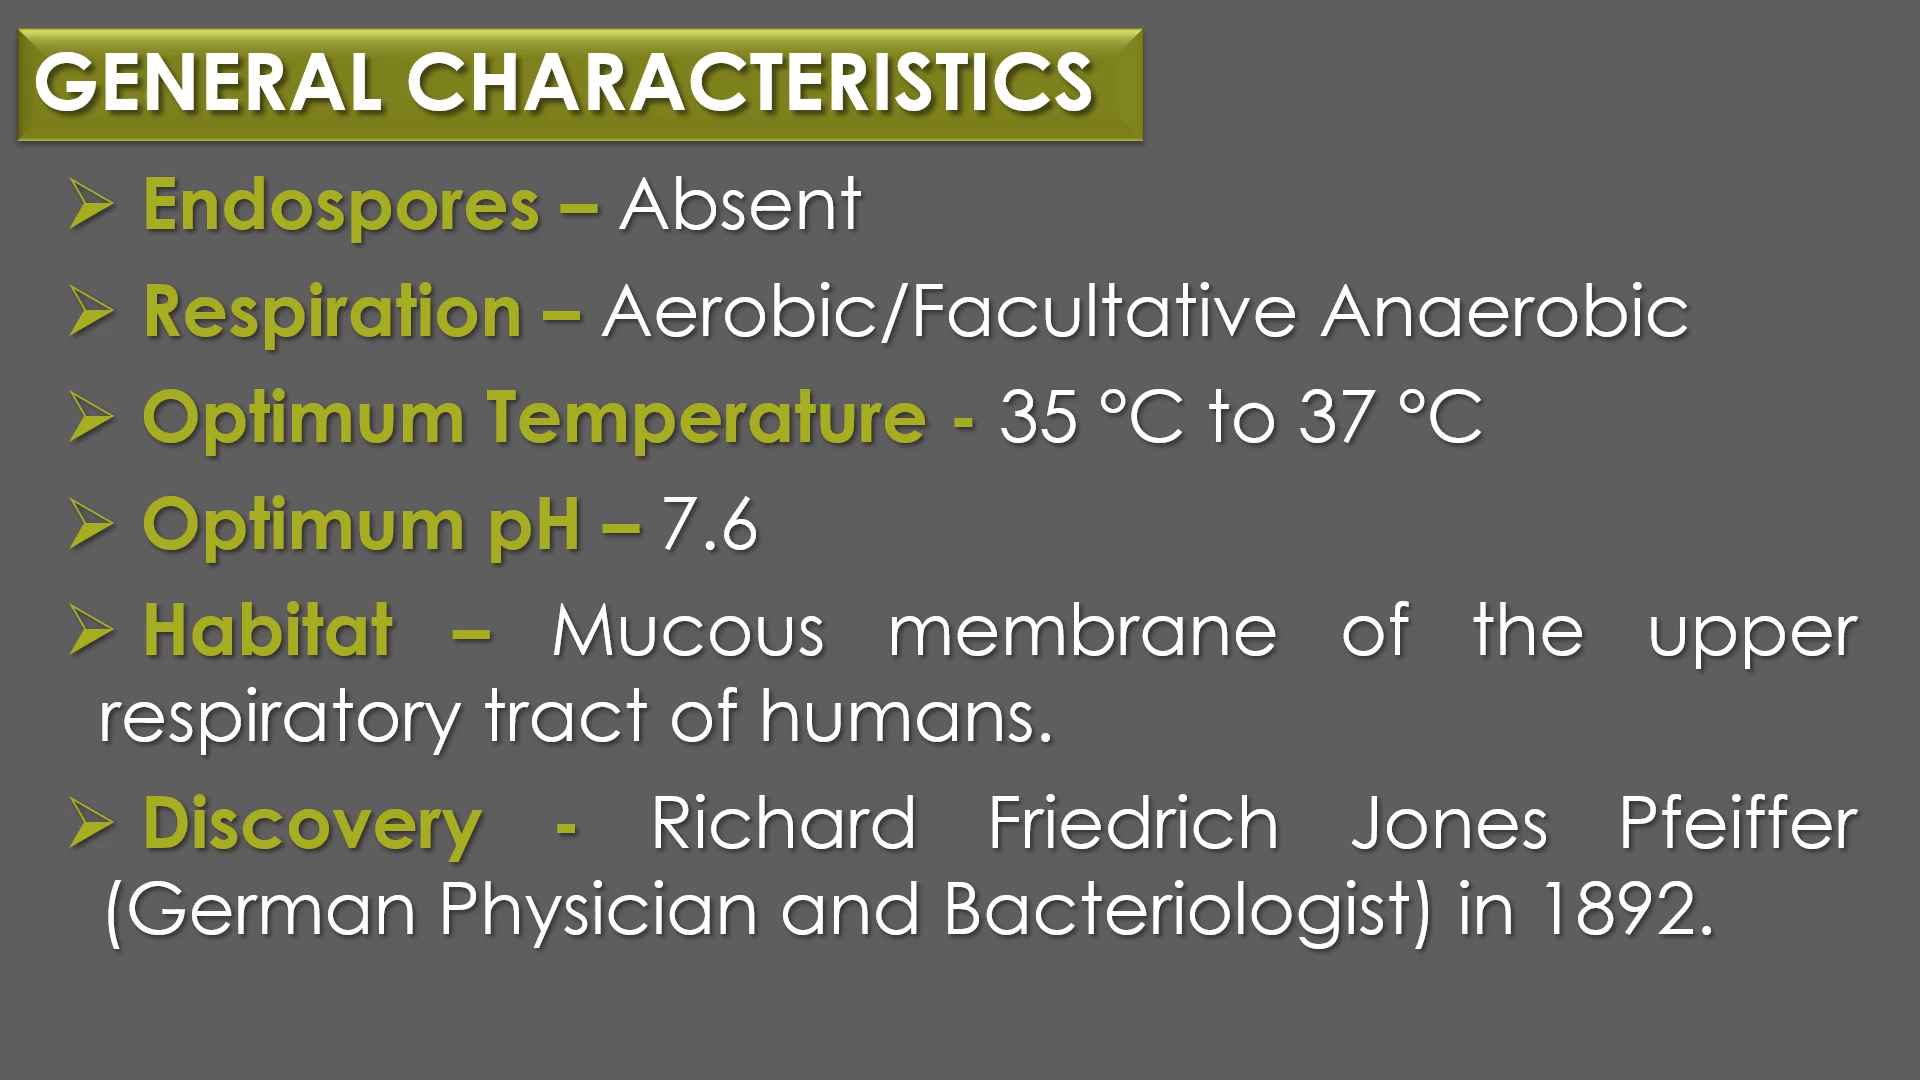 GENERAL CHARACTERISTICS
➢ Endospores – Absent
➢ Respiration – Aerobic/Facultative Anaerobic
➢ Optimum Temperature - 35 °C to 37 °C
➢ Optimum pH – 7.6
➢ Habitat – Mucous membrane of the upper
respiratory tract of humans.
➢ Discovery - Richard Friedrich Jones Pfeiffer
(German Physician and Bacteriologist) in 1892.